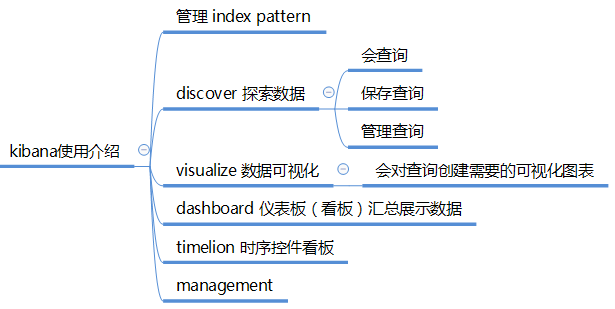 kibana使用介绍
管理 index pattern
discover 探索数据
会查询
保存查询
管理查询
visualize 数据可视化
会对查询创建需要的可视化图表
dashboard 仪表板（看板）汇总展示数据
timelion 时序控件看板
management